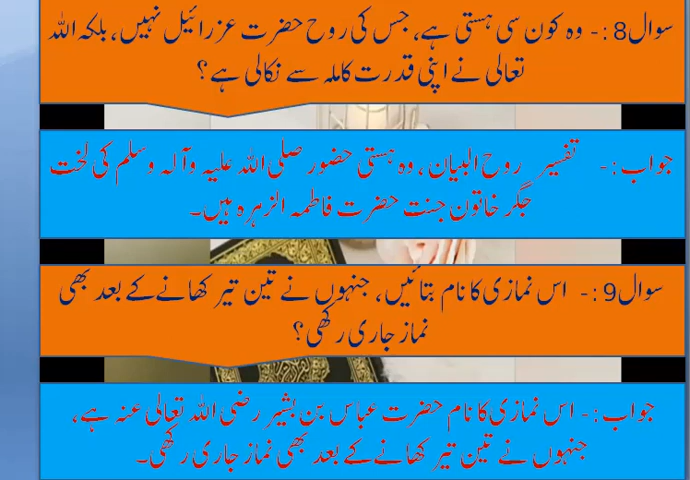 سوال8:- وہ کون سی ہستی ہے، جس کی روح حضرت عزرائیل نہیں، بلکہ اللہ
تعالی نے اپنی قدرت کاملہ سے نکالی ہے؟
جواب:- تفسیر روح البیان، وہ ہستی حضور صلی اللہ علیہ وآلہ وسلم کی لخت
جگر خاتون جنت حضرت فاطمہ الزہرہ ہیں۔
سوال9:- اس نمازی کا نام بتائیں، جنہوں نے تین تیر کھانے کے بعد بھی
نماز جاری رکھی؟
جواب:- اس نمازی کا نام حضرت عباس بن بشیر رضی اللہ تعالی عنہ ہے،
جنہوں نے تین تیر کھانے کے بعد بھی نماز جاری رکھی۔